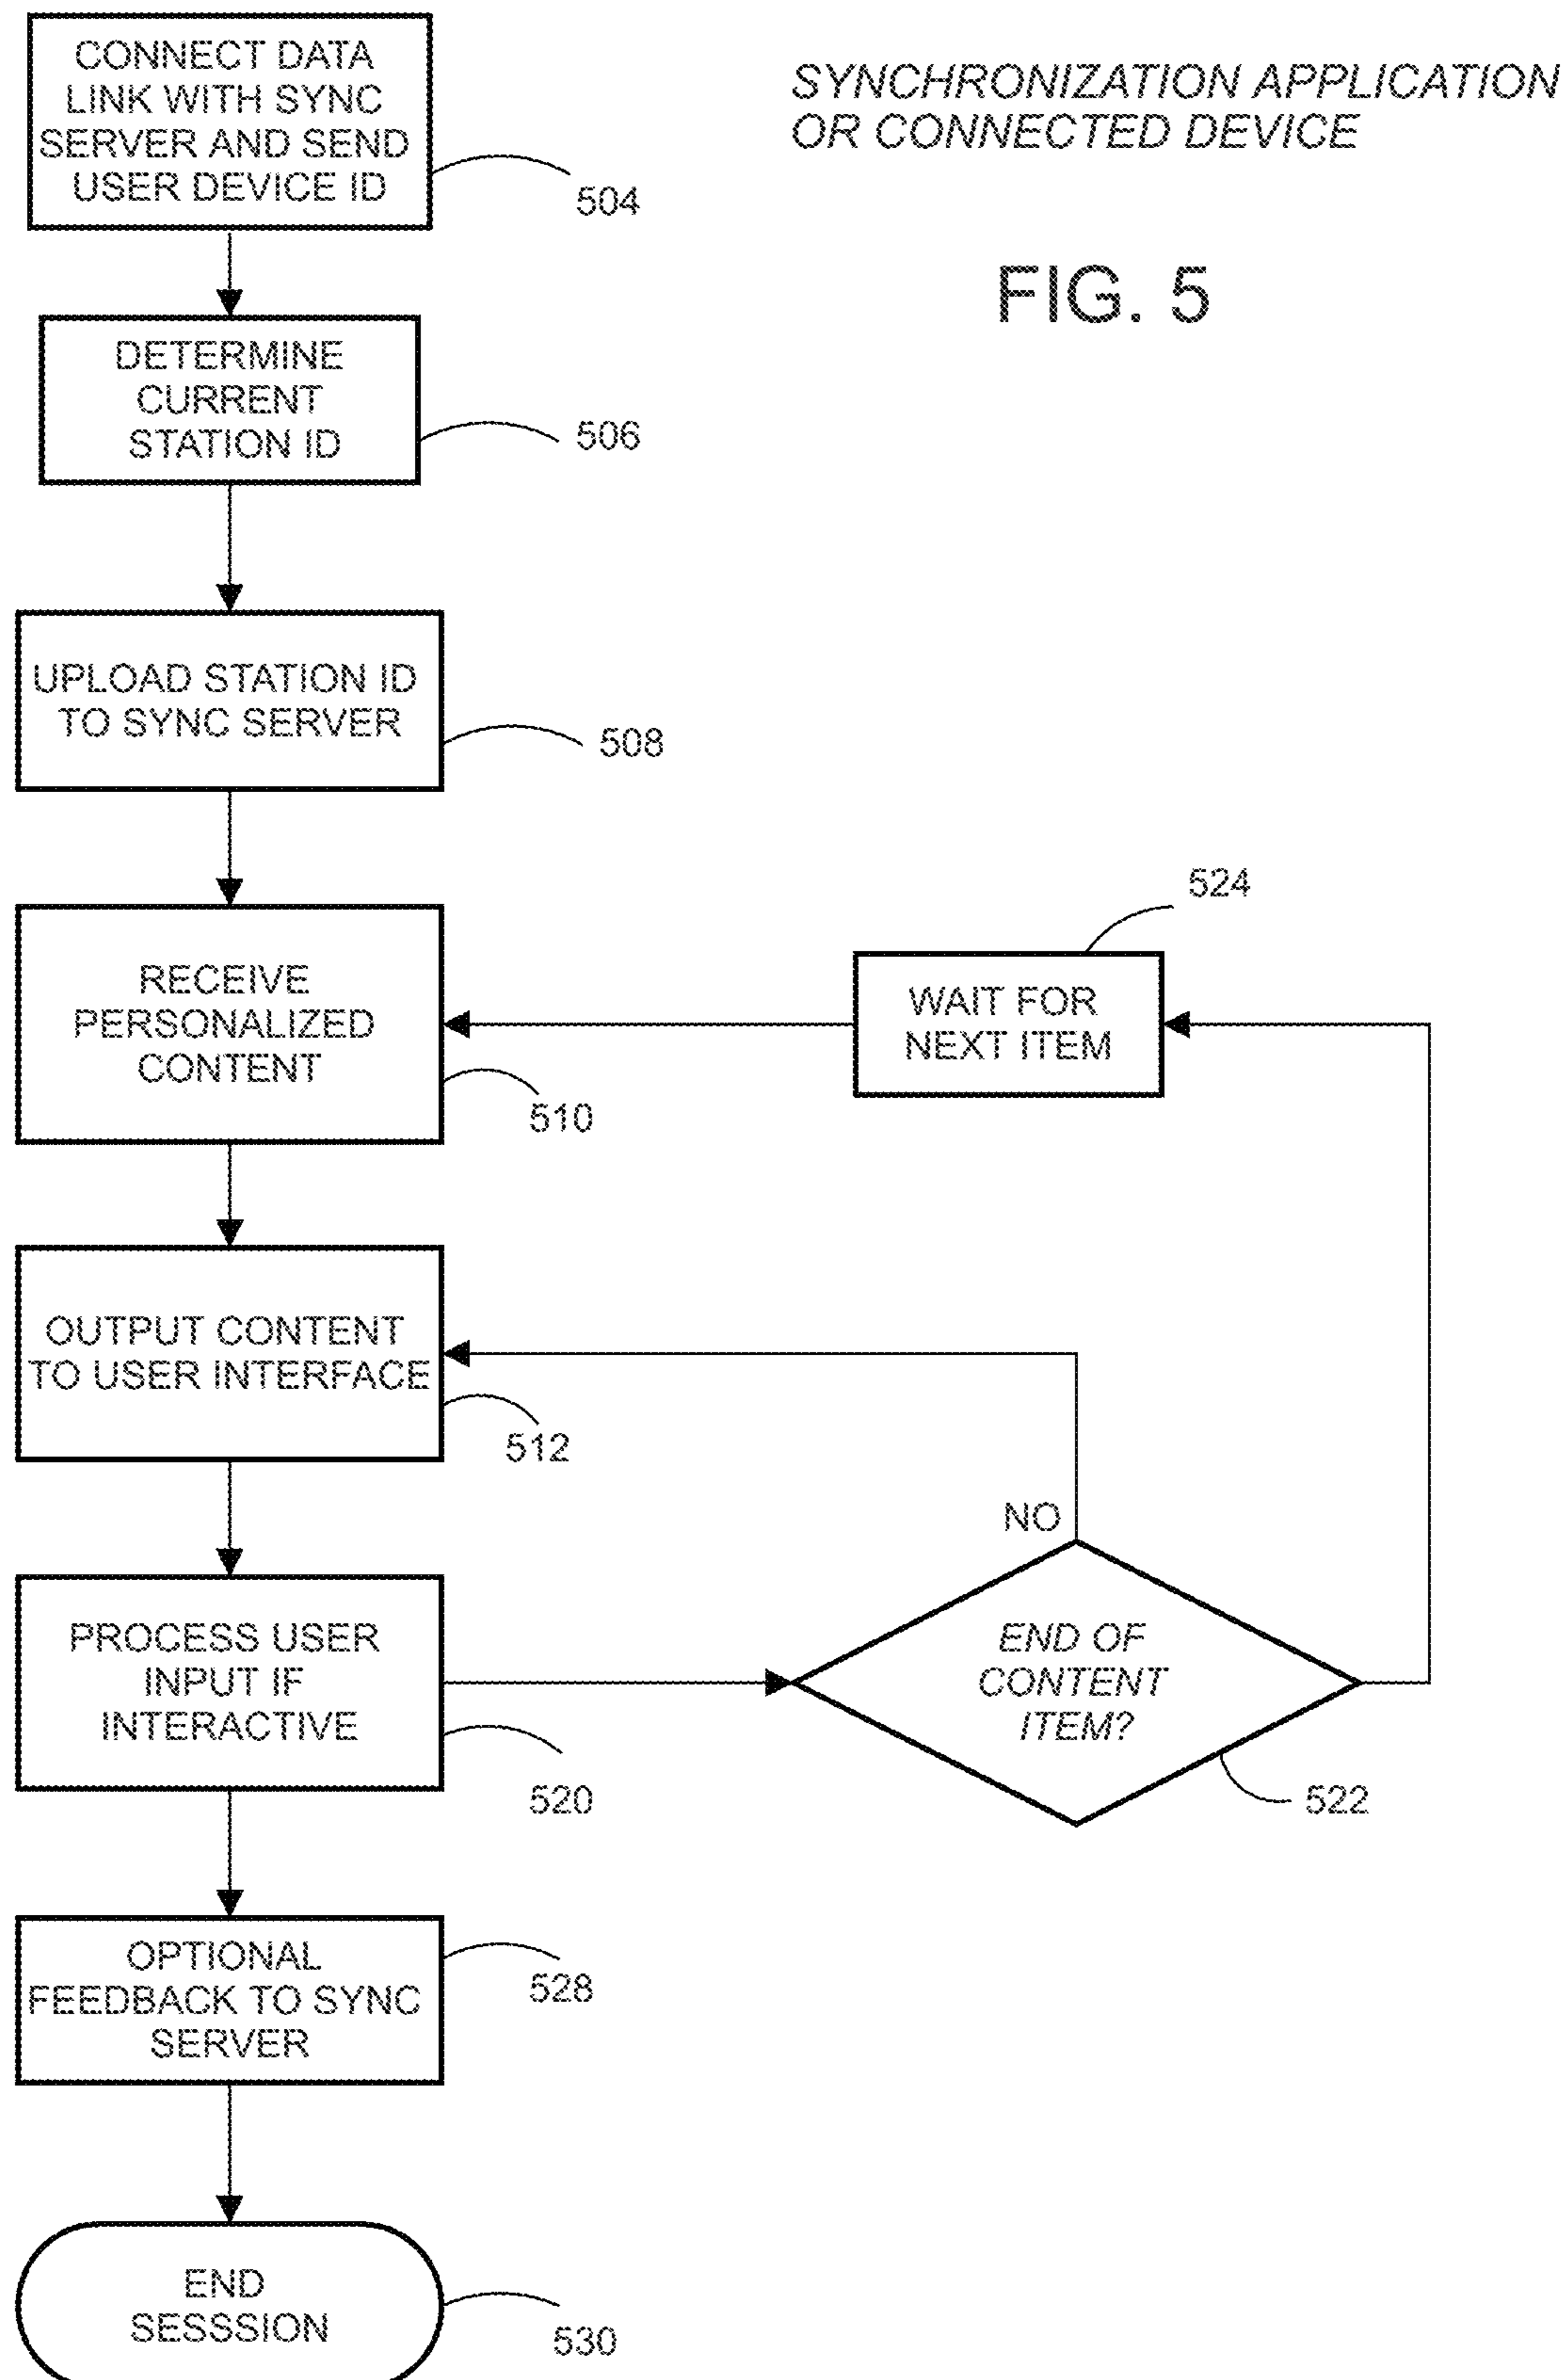 CONNECT DATA
LINK WITH SYNC
SERVER AND SEND
USER DEVICE ID
504
SYNCHRONIZATION APPLICATION
OR CONNECTED DEVICE
FIG. 5
DETERMINE
CURRENT
STATION ID
506
UPLOAD STATION ID
TO SYNC SERVER
508
RECEIVE
PERSONALIZED
CONTENT
510
524
WAIT FOR
NEXT ITEM
OUTPUT CONTENT
TO USER INTERFACE
512
NO
PROCESS USER
INPUT IF
INTERACTIVE
520
END OF
CONTENT
ITEM?
522
OPTIONAL
FEEDBACK TO SYNC
SERVER
528
END
SESSSION
530